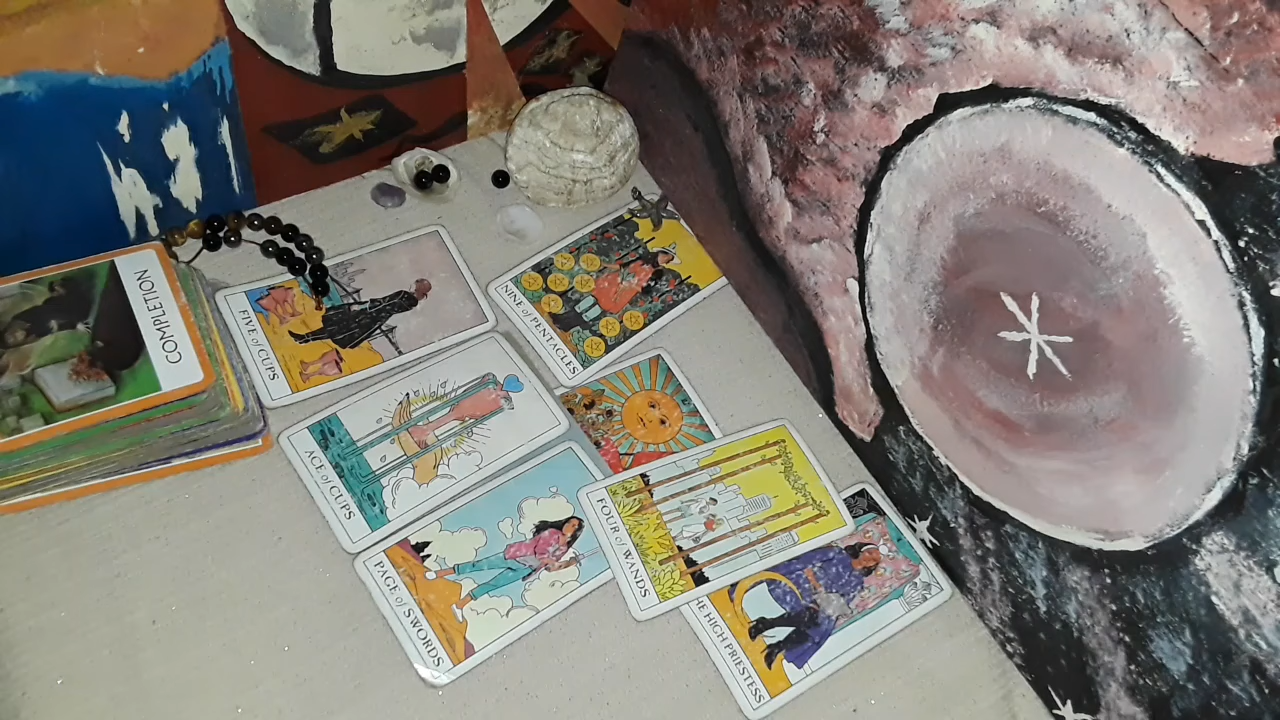 COMPLETION
FIVE of CUPS
NINE of PENTACLES
ACE of CUPS
PAGE of SWORDS
FOUR of WANDS
HE HIGH PRIESTESS